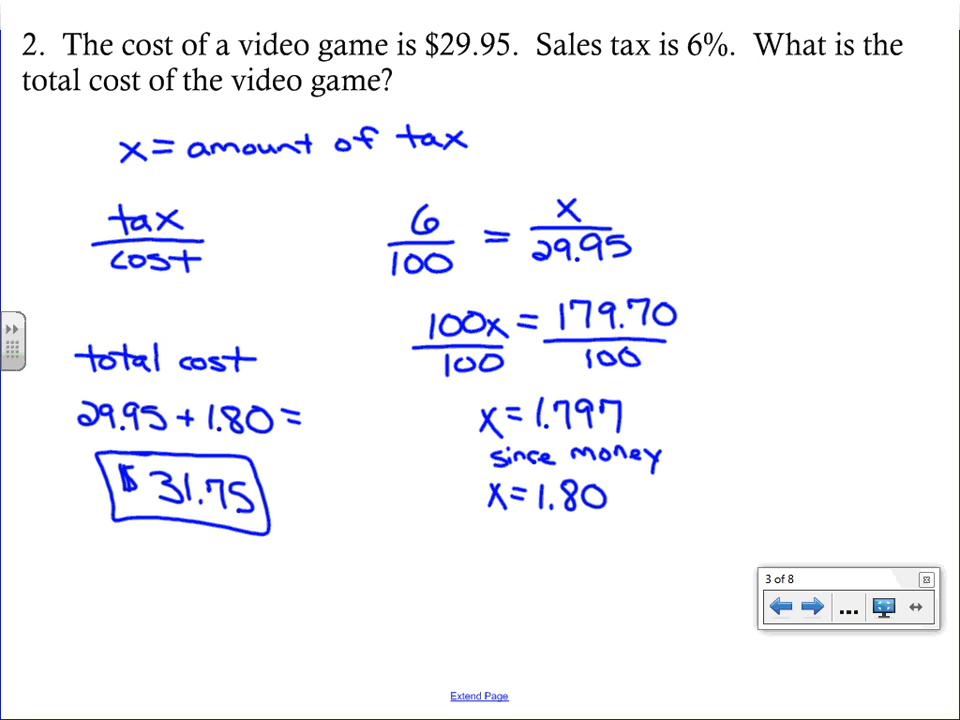 2. The cost of a video game is $29.95. Sales tax is 6%. What is the
total cost of the video game?
x = amount of tax
tax
cost
6
100
=
x
29.95
100x = 179.70
100
100
x = 1.797
since money
x = 1.80
total cost
29.95 + 1.80 =
$31.75
3 of 8
...
Extend Page